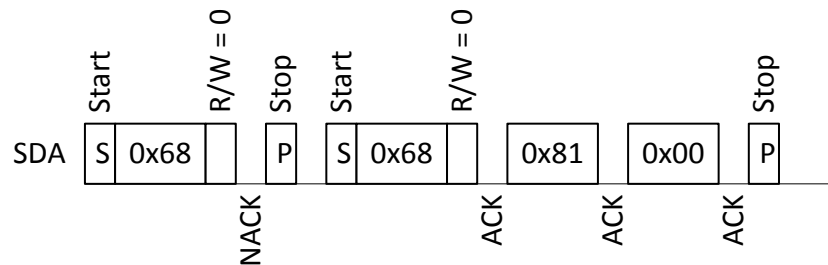 Start R/W = 0 Stop Start R/W = 0 Stop
SDA S 0x68 P S 0x68 0x81 0x00 P
NACK ACK ACK ACK